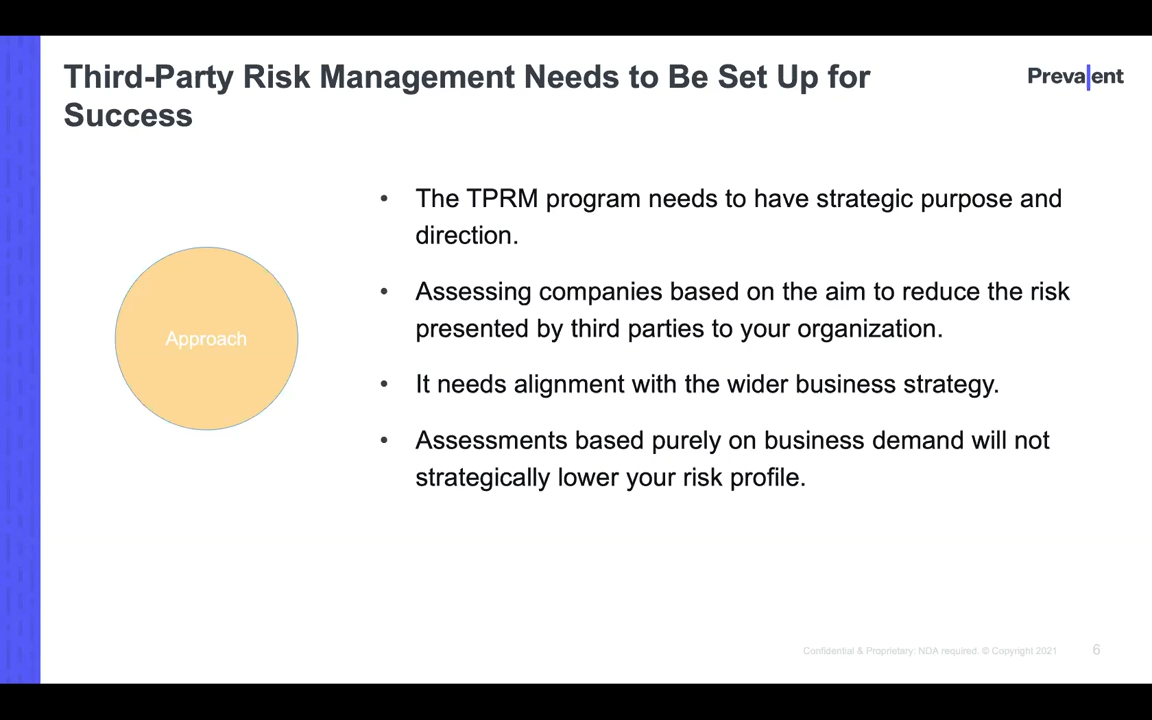 Third-Party Risk Management Needs to Be Set Up for
Success
Prevalent
Approach
• The TPRM program needs to have strategic purpose and
direction.
• Assessing companies based on the aim to reduce the risk
presented by third parties to your organization.
• It needs alignment with the wider business strategy.
• Assessments based purely on business demand will not
strategically lower your risk profile.
Confidential & Proprietary: NDA required. © Copyright 2021
6